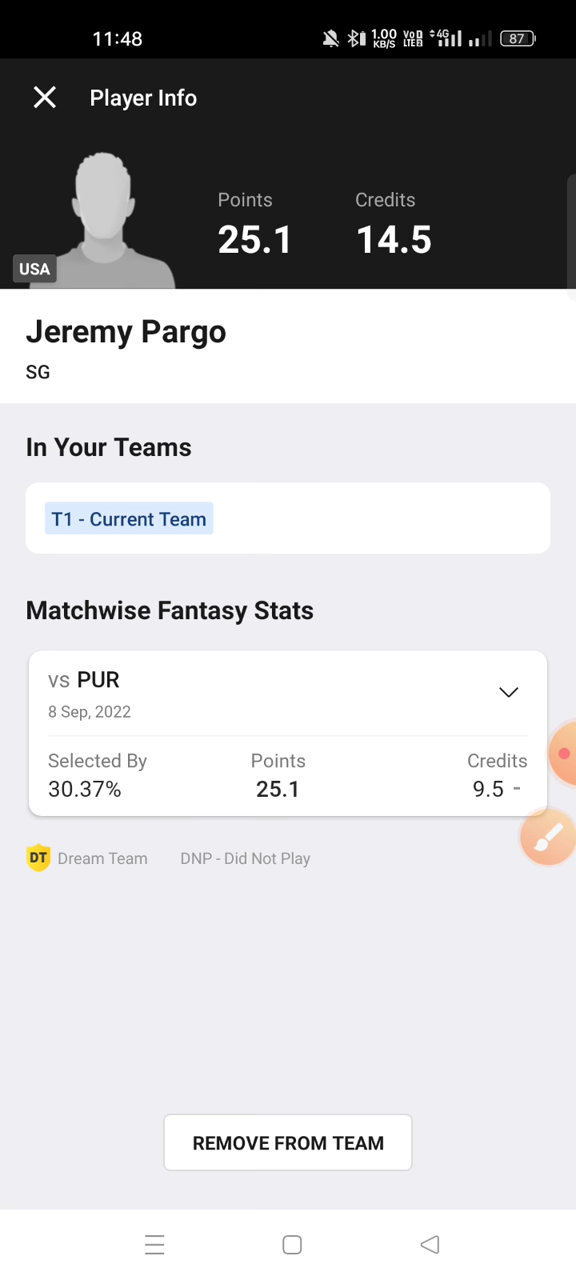 11:48 1.00 KB/S VoD LTE 4G 87
Player Info
Points Credits
25.1 14.5
USA
Jeremy Pargo
SG
In Your Teams
T1 - Current Team
Matchwise Fantasy Stats
vs PUR
8 Sep, 2022
Selected By Points Credits
30.37% 25.1 9.5 -
DT Dream Team DNP - Did Not Play
REMOVE FROM TEAM